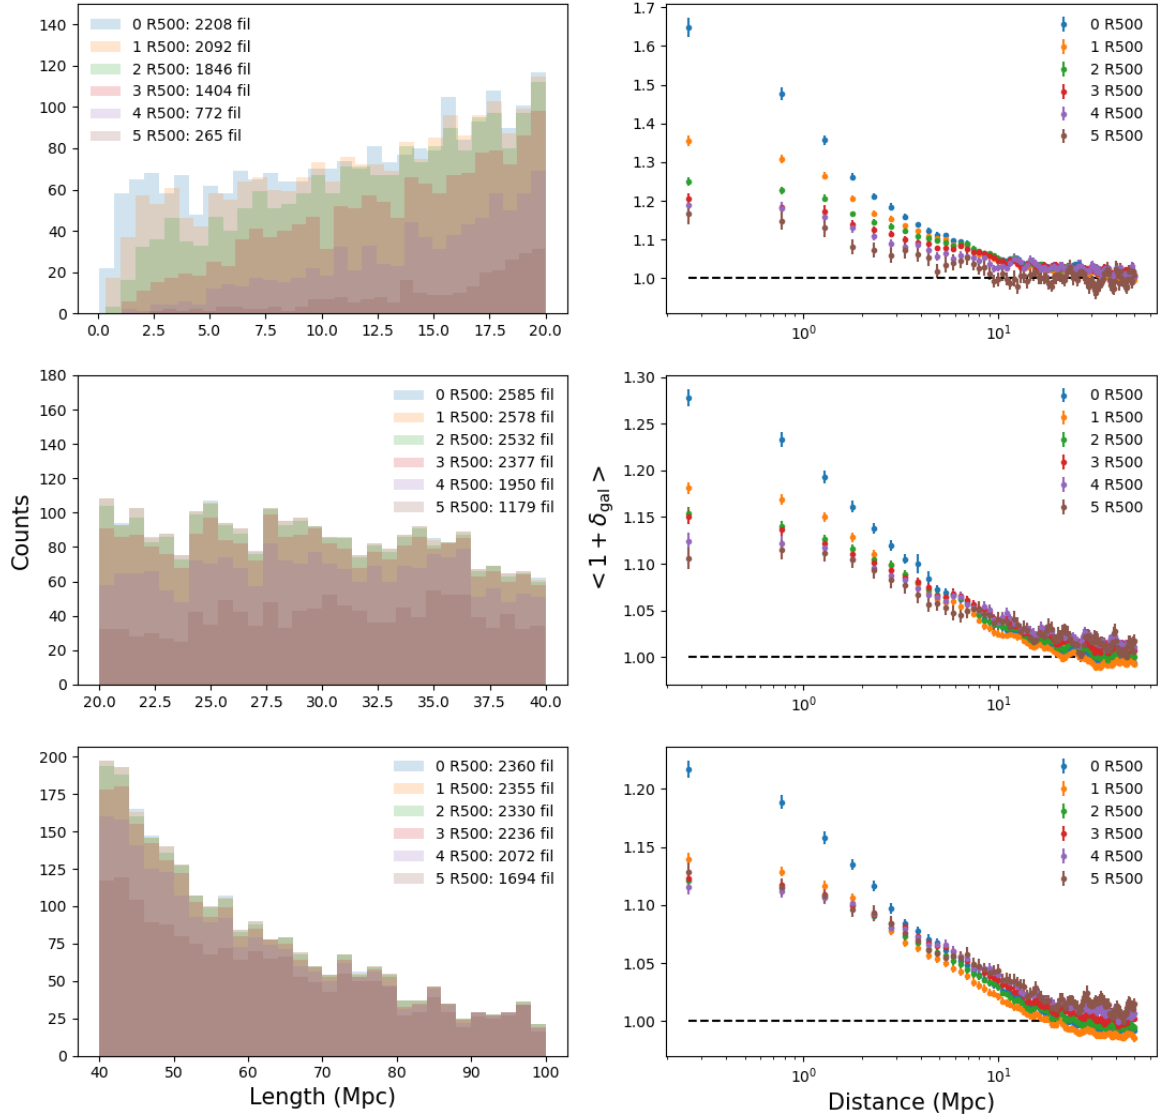 140
120
100
80
60
40
20
0
0 R500: 2208 fil
1 R500: 2092 fil
2 R500: 1846 fil
3 R500: 1404 fil
4 R500: 772 fil
5 R500: 265 fil
0.0 2.5 5.0 7.5 10.0 12.5 15.0 17.5 20.0
1.7
1.6
1.5
1.4
1.3
1.2
1.1
1.0
0 R500
1 R500
2 R500
3 R500
4 R500
5 R500
10⁰ 10¹
Counts
180
160
140
120
100
80
60
40
20
0
0 R500: 2585 fil
1 R500: 2578 fil
2 R500: 2532 fil
3 R500: 2377 fil
4 R500: 1950 fil
5 R500: 1179 fil
20.0 22.5 25.0 27.5 30.0 32.5 35.0 37.5 40.0
< 1 + δgal >
1.30
1.25
1.20
1.15
1.10
1.05
1.00
0 R500
1 R500
2 R500
3 R500
4 R500
5 R500
10⁰ 10¹
200
175
150
125
100
75
50
25
0
0 R500: 2360 fil
1 R500: 2355 fil
2 R500: 2330 fil
3 R500: 2236 fil
4 R500: 2072 fil
5 R500: 1694 fil
40 50 60 70 80 90 100
Length (Mpc)
1.20
1.15
1.10
1.05
1.00
0 R500
1 R500
2 R500
3 R500
4 R500
5 R500
10⁰ 10¹
Distance (Mpc)